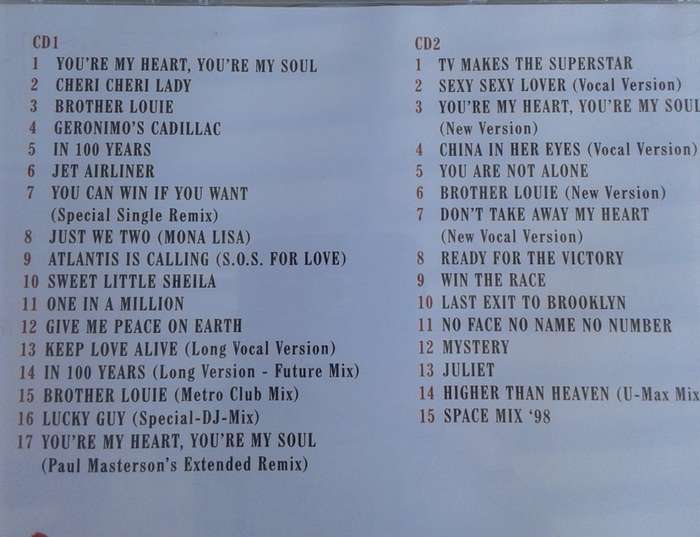 CD1
1 YOU'RE MY HEART, YOU'RE MY SOUL
2 CHERI CHERI LADY
3 BROTHER LOUIE
4 GERONIMO'S CADILLAC
5 IN 100 YEARS
6 JET AIRLINER
7 YOU CAN WIN IF YOU WANT
(Special Single Remix)
8 JUST WE TWO (MONA LISA)
9 ATLANTIS IS CALLING (S.O.S. FOR LOVE)
10 SWEET LITTLE SHEILA
11 ONE IN A MILLION
12 GIVE ME PEACE ON EARTH
13 KEEP LOVE ALIVE (Long Vocal Version)
14 IN 100 YEARS (Long Version - Future Mix)
15 BROTHER LOUIE (Metro Club Mix)
16 LUCKY GUY (Special-DJ-Mix)
17 YOU'RE MY HEART, YOU'RE MY SOUL
(Paul Masterson's Extended Remix)
CD2
1 TV MAKES THE SUPERSTAR
2 SEXY SEXY LOVER (Vocal Version)
3 YOU'RE MY HEART, YOU'RE MY SOUL
(New Version)
4 CHINA IN HER EYES (Vocal Version)
5 YOU ARE NOT ALONE
6 BROTHER LOUIE (New Version)
7 DON'T TAKE AWAY MY HEART
(New Vocal Version)
8 READY FOR THE VICTORY
9 WIN THE RACE
10 LAST EXIT TO BROOKLYN
11 NO FACE NO NAME NO NUMBER
12 MYSTERY
13 JULIET
14 HIGHER THAN HEAVEN (U-Max Mix
15 SPACE MIX '98